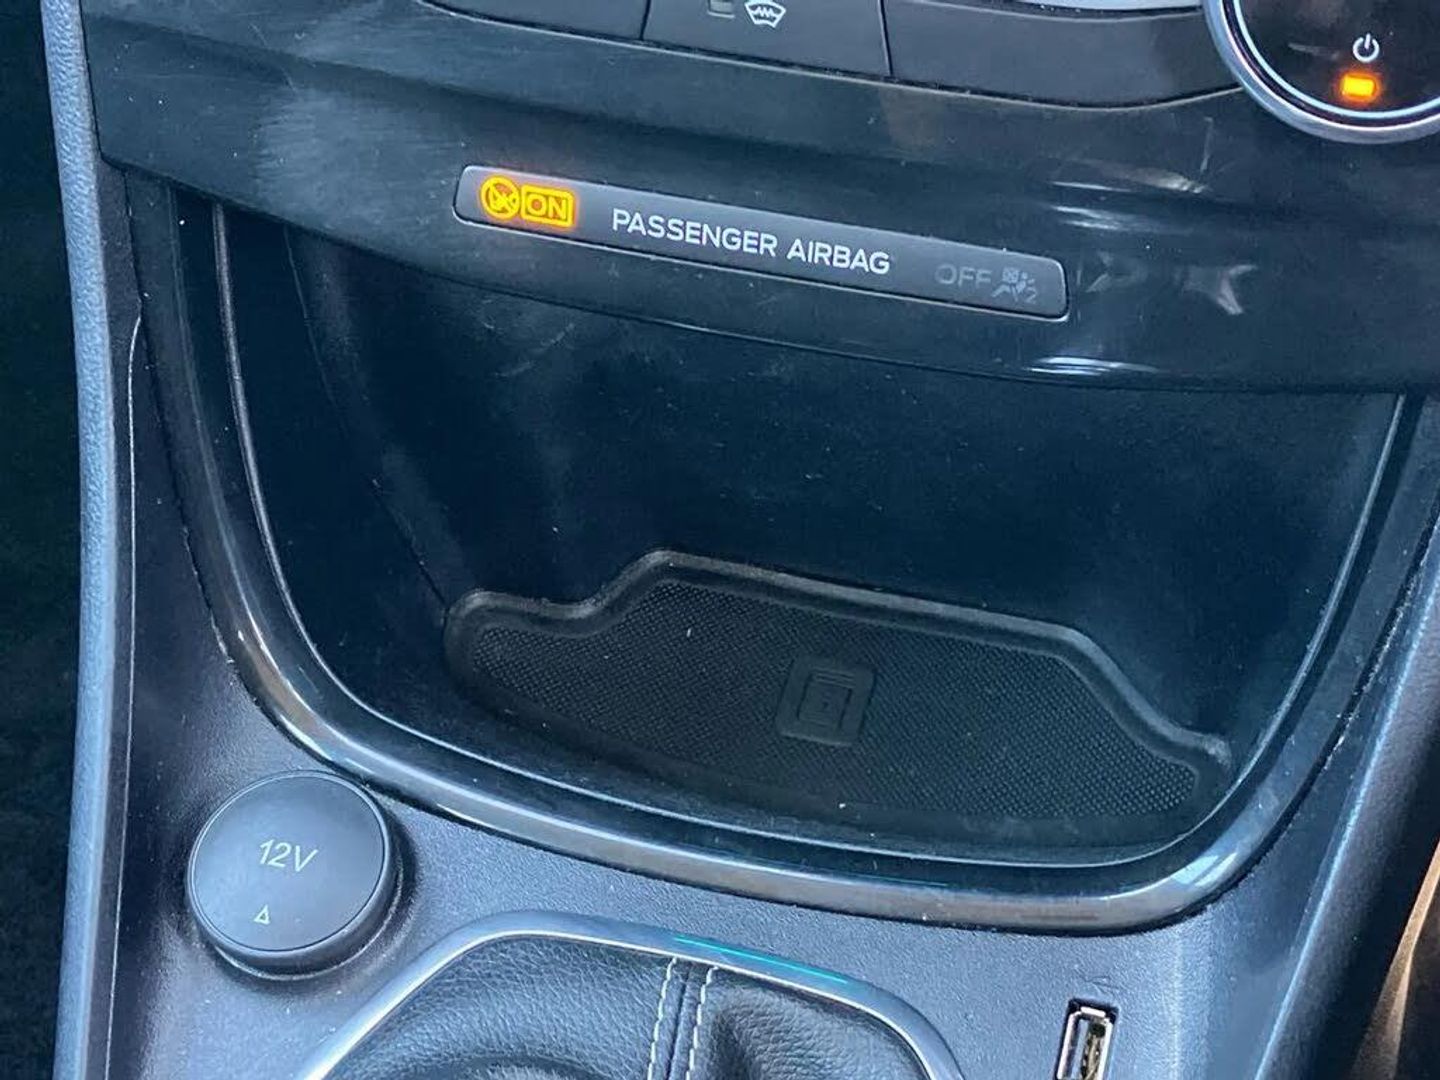 ON PASSENGER AIRBAG OFF
12V